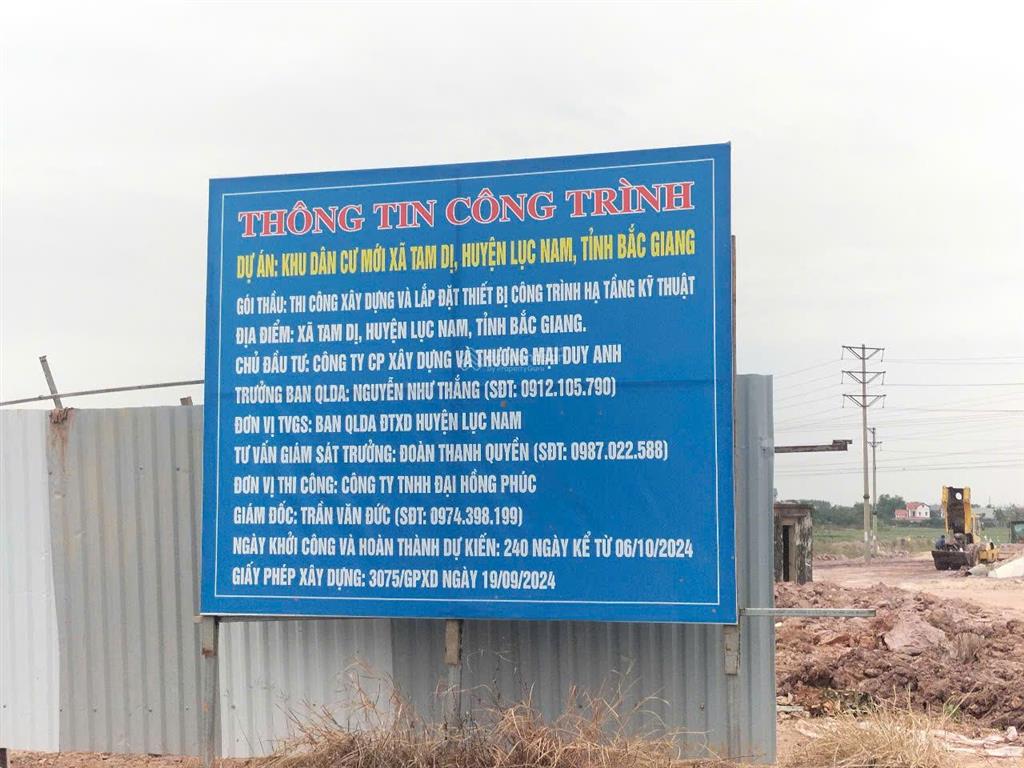 THÔNG TIN CÔNG TRÌNH
DỰ ÁN: KHU DÂN CƯ MỚI XÃ TAM DỊ, HUYỆN LỤC NAM, TỈNH BẮC GIANG
GÓI THẦU: THI CÔNG XÂY DỰNG VÀ LẮP ĐẶT THIẾT BỊ CÔNG TRÌNH HẠ TẦNG KỸ THUẬT
ĐỊA ĐIỂM: XÃ TAM DỊ, HUYỆN LỤC NAM, TỈNH BẮC GIANG.
CHỦ ĐẦU TƯ: CÔNG TY CP XÂY DỰNG VÀ THƯƠNG MẠI DUY ANH
by PropertyGuru
TRƯỞNG BAN QLDA: NGUYỄN NHƯ THẮNG (SĐT: 0912.105.790)
ĐƠN VỊ TVGS: BAN QLDA ĐTXD HUYỆN LỤC NAM
TƯ VẤN GIÁM SÁT TRƯỞNG: ĐOÀN THANH QUYỀN (SĐT: 0987.022.588)
ĐƠN VỊ THI CÔNG: CÔNG TY TNHH ĐẠI HỒNG PHÚC
GIÁM ĐỐC: TRẦN VĂN ĐỨC (SĐT: 0974.398.199)
NGÀY KHỞI CÔNG VÀ HOÀN THÀNH DỰ KIẾN: 240 NGÀY KỂ TỪ 06/10/2024
GIẤY PHÉP XÂY DỰNG: 3075/GPXD NGÀY 19/09/2024